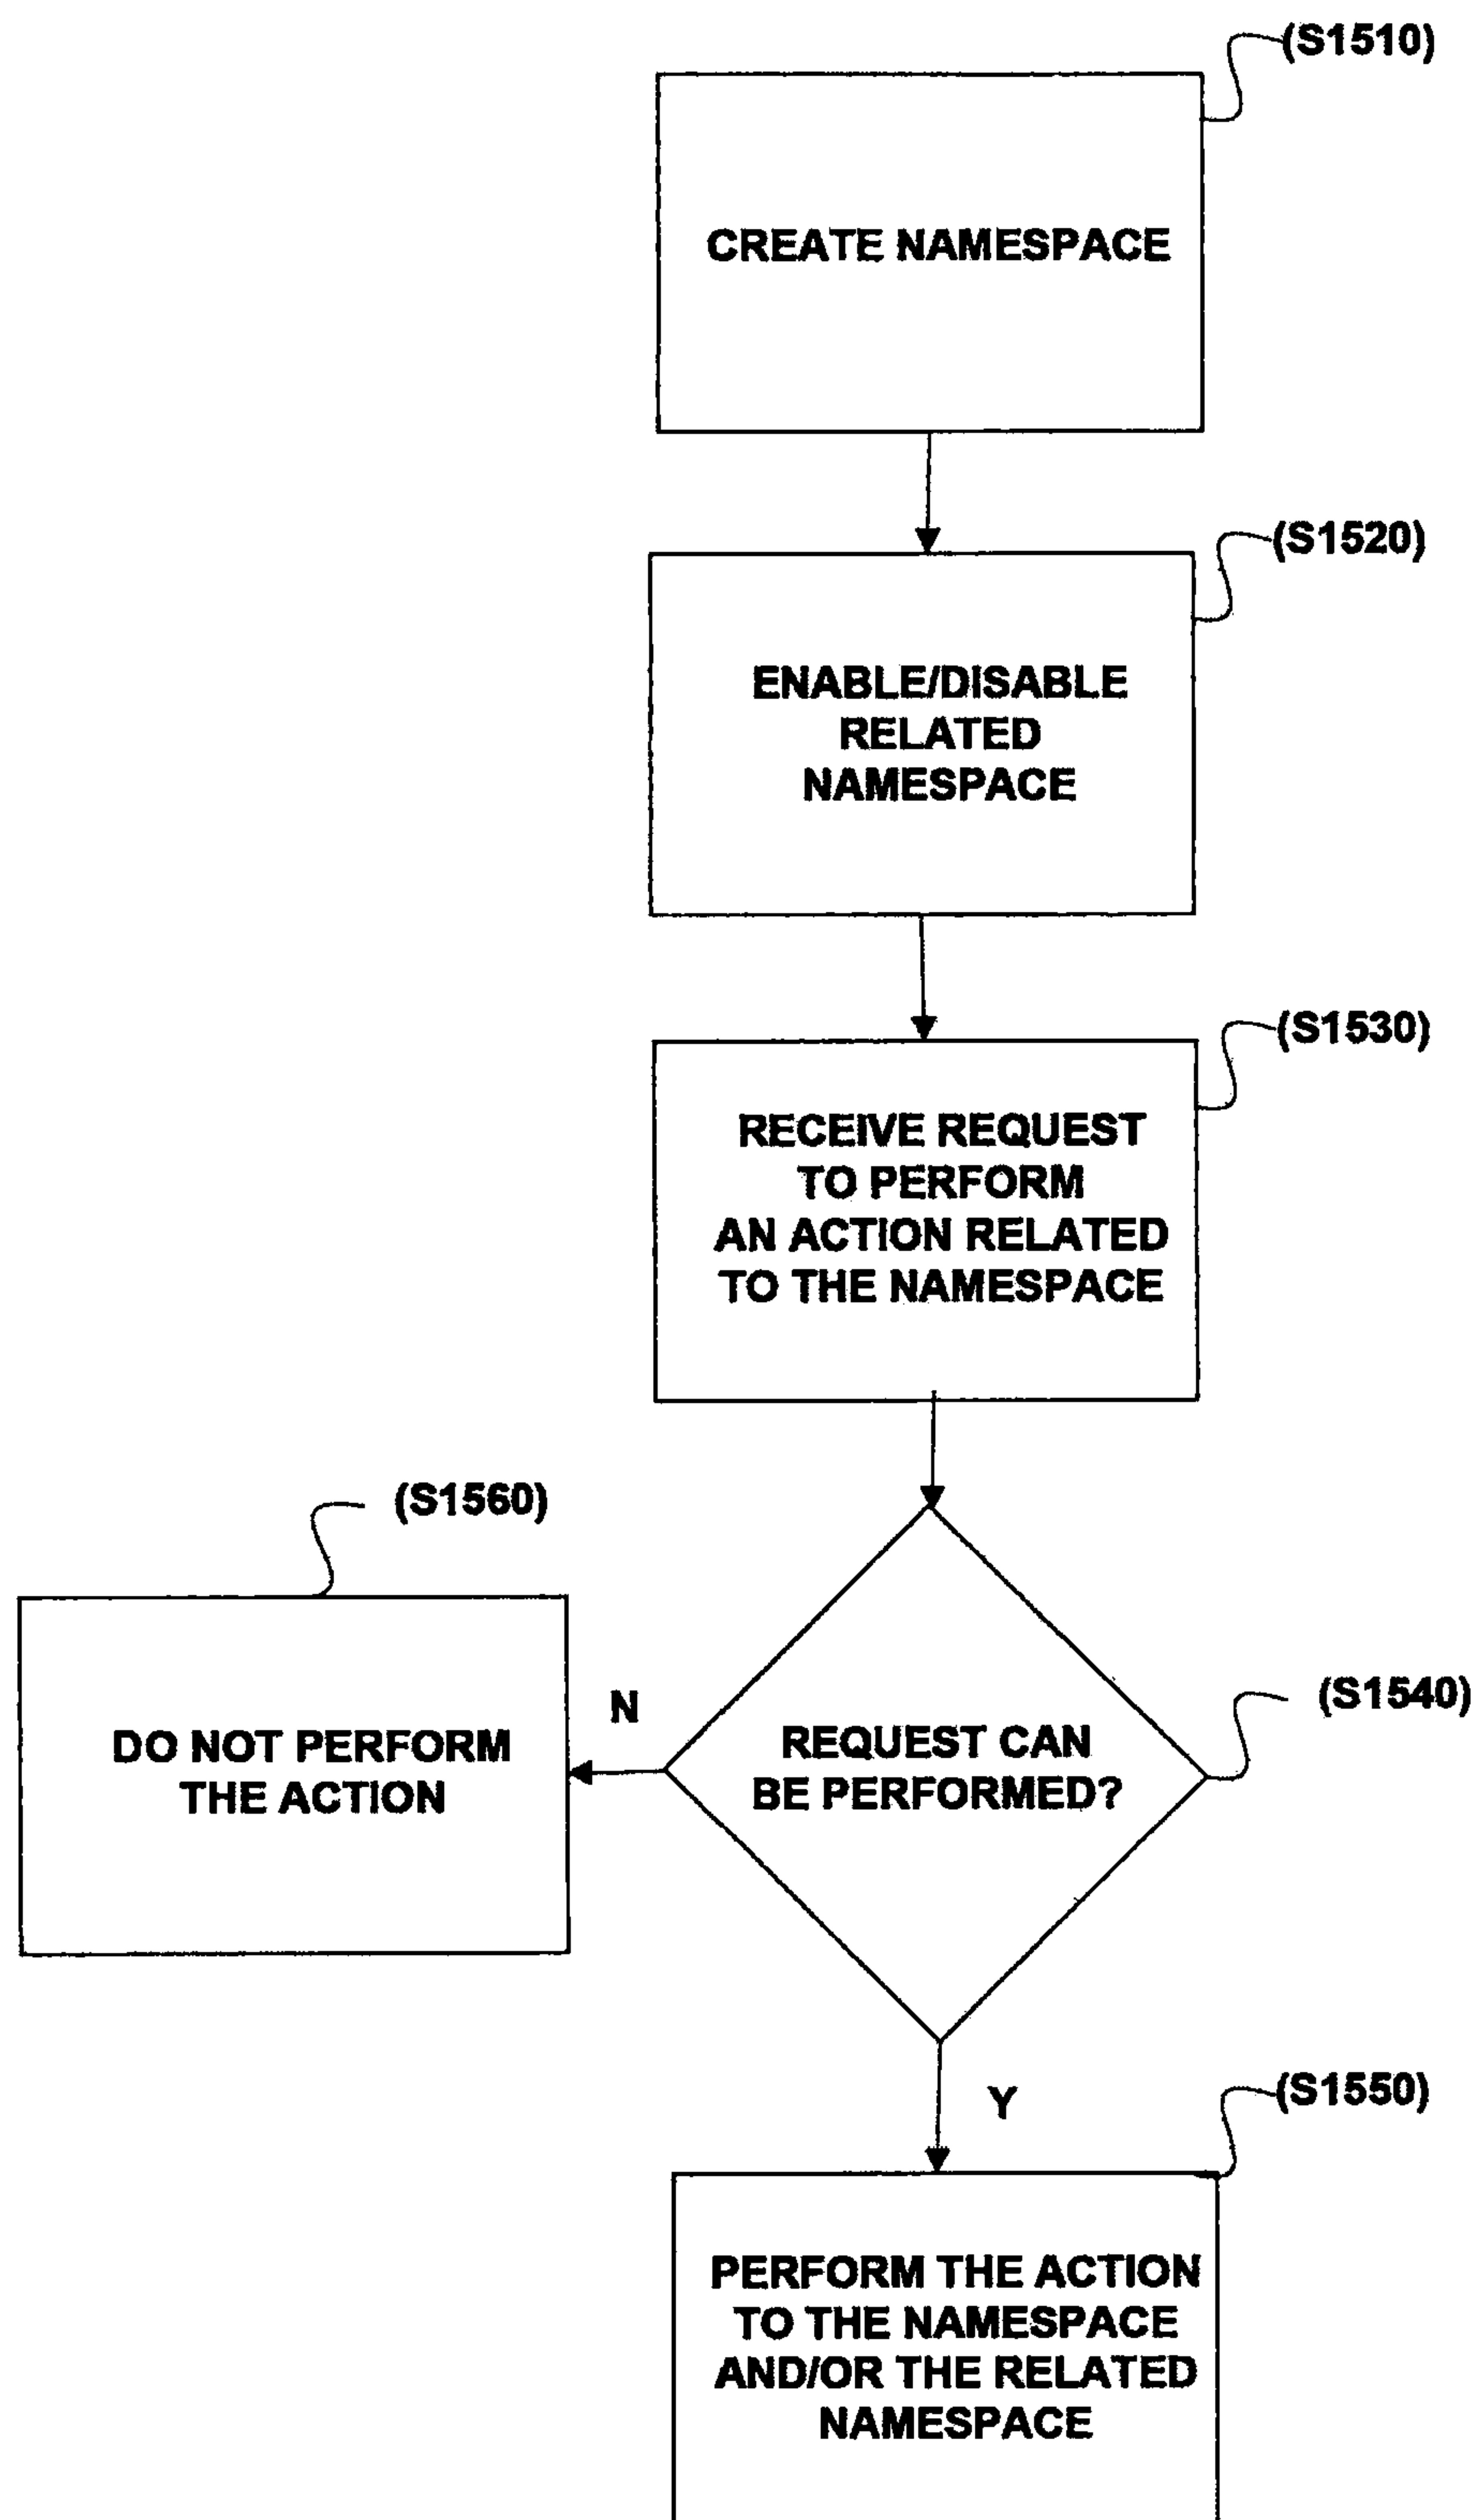 (S1510)
CREATE NAMESPACE
(S1520)
ENABLE/DISABLE
RELATED
NAMESPACE
(S1530)
RECEIVE REQUEST
TO PERFORM
AN ACTION RELATED
TO THE NAMESPACE
(S1560)
DO NOT PERFORM
THE ACTION
N
(S1540)
REQUEST CAN
BE PERFORMED?
Y
(S1550)
PERFORM THE ACTION
TO THE NAMESPACE
AND/OR THE RELATED
NAMESPACE